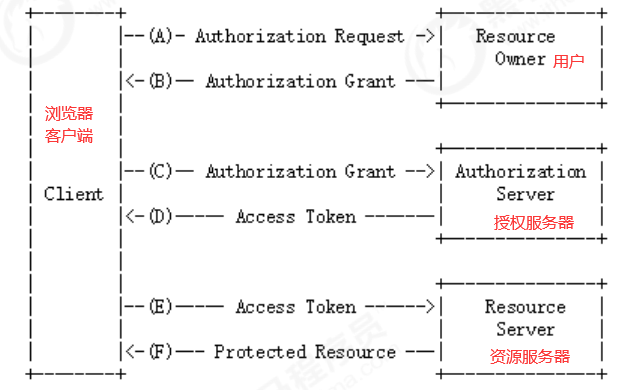 (A) Authorization Request
Resource
Owner 用户
(B) Authorization Grant
浏览器
客户端
Client
(C) Authorization Grant
Authorization
Server
(D) Access Token
授权服务器
(E) Access Token
Resource
Server
(F) Protected Resource
资源服务器